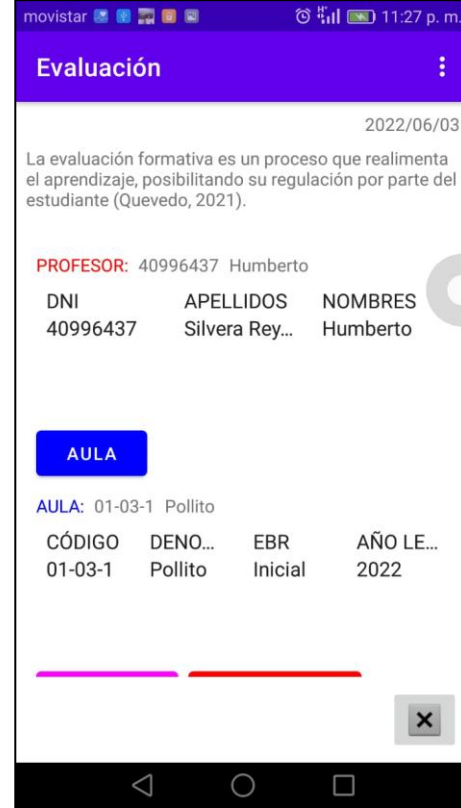 movistar H 11:27 p. m.
Evaluación
2022/06/03
La evaluación formativa es un proceso que realimenta
el aprendizaje, posibilitando su regulación por parte del
estudiante (Quevedo, 2021).
PROFESOR: 40996437 Humberto
DNI APELLIDOS NOMBRES
40996437 Silvera Rey... Humberto
AULA
AULA: 01-03-1 Pollito
CÓDIGO DENO... EBR AÑO LE...
01-03-1 Pollito Inicial 2022